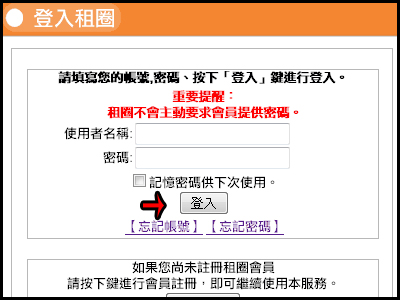 登入租圈
請填寫您的帳號,密碼、按下「登入」鍵進行登入。
重要提醒：
租圈不會主動要求會員提供密碼。
使用者名稱:
密碼:
記憶密碼供下次使用。
登入
【忘記帳號】【忘記密碼】
如果您尚未註冊租圈會員
請按下鍵進行會員註冊，即可繼續使用本服務。